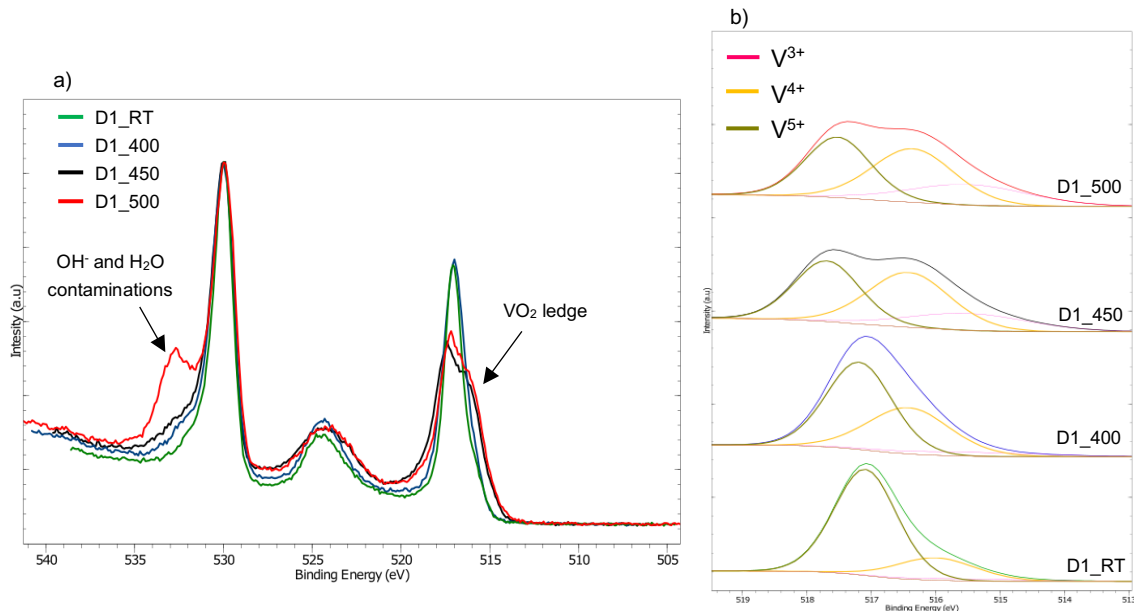 a)
D1_RT
D1_400
D1_450
D1_500
OH⁻ and H₂O
contaminations
VO₂ ledge
Intesity (a.u)
540 535 530 525 520 515 510 505
Binding Energy (eV)
b)
V³⁺
V⁴⁺
V⁵⁺
D1_500
D1_450
D1_400
D1_RT
Intensity (a.u)
519 518 517 516 515 514 513
Binding Energy (eV)